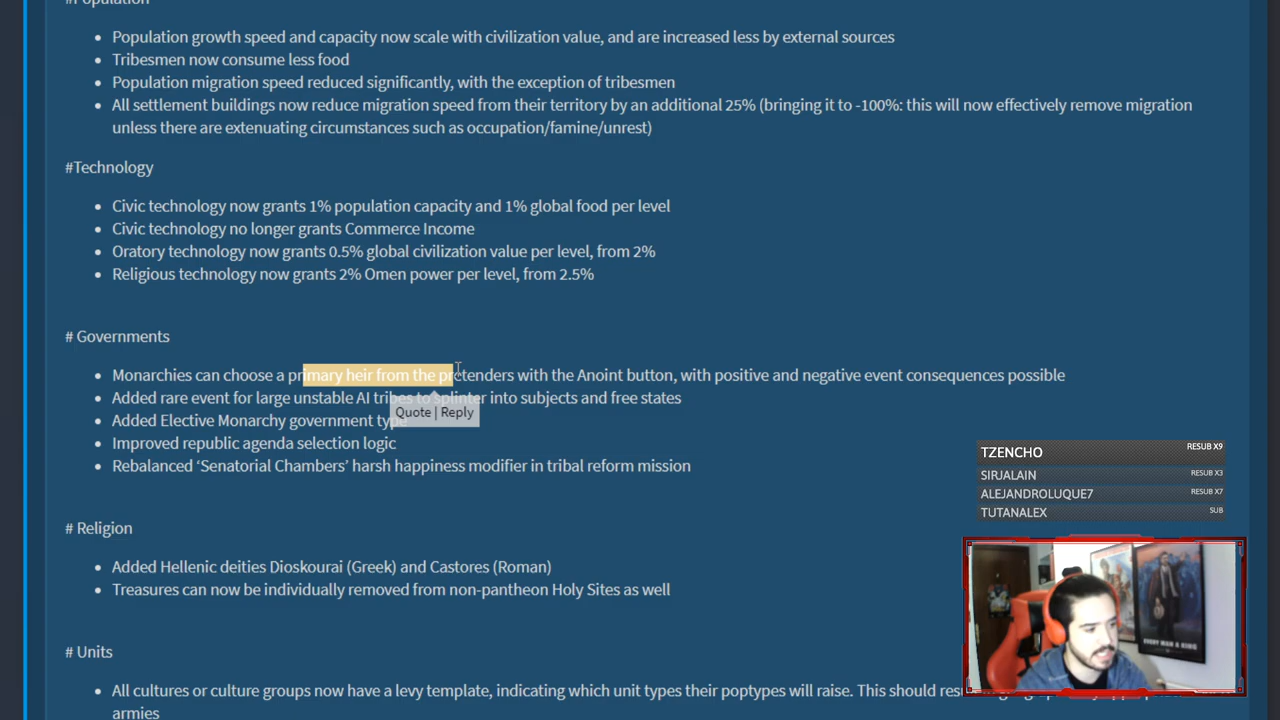 #Population
Population growth speed and capacity now scale with civilization value, and are increased less by external sources
Tribesmen now consume less food
Population migration speed reduced significantly, with the exception of tribesmen
All settlement buildings now reduce migration speed from their territory by an additional 25% (bringing it to -100%: this will now effectively remove migration
unless there are extenuating circumstances such as occupation/famine/unrest)
#Technology
Civic technology now grants 1% population capacity and 1% global food per level
Civic technology no longer grants Commerce Income
Oratory technology now grants 0.5% global civilization value per level, from 2%
Religious technology now grants 2% Omen power per level, from 2.5%
# Governments
Monarchies can choose a primary heir from the pretenders with the Anoint button, with positive and negative event consequences possible
Added rare event for large unstable AI tribes to splinter into subjects and free states
Quote | Reply
Added Elective Monarchy government type
Improved republic agenda selection logic
Rebalanced ‘Senatorial Chambers’ harsh happiness modifier in tribal reform mission
TZENCHO RESUB X9
SIRJALAIN RESUB X3
ALEJANDROLUQUE7 RESUB X7
TUTANALEX SUB
# Religion
Added Hellenic deities Dioskourai (Greek) and Castores (Roman)
Treasures can now be individually removed from non-pantheon Holy Sites as well
# Units
All cultures or culture groups now have a levy template, indicating which unit types their poptypes will raise. This should
armies